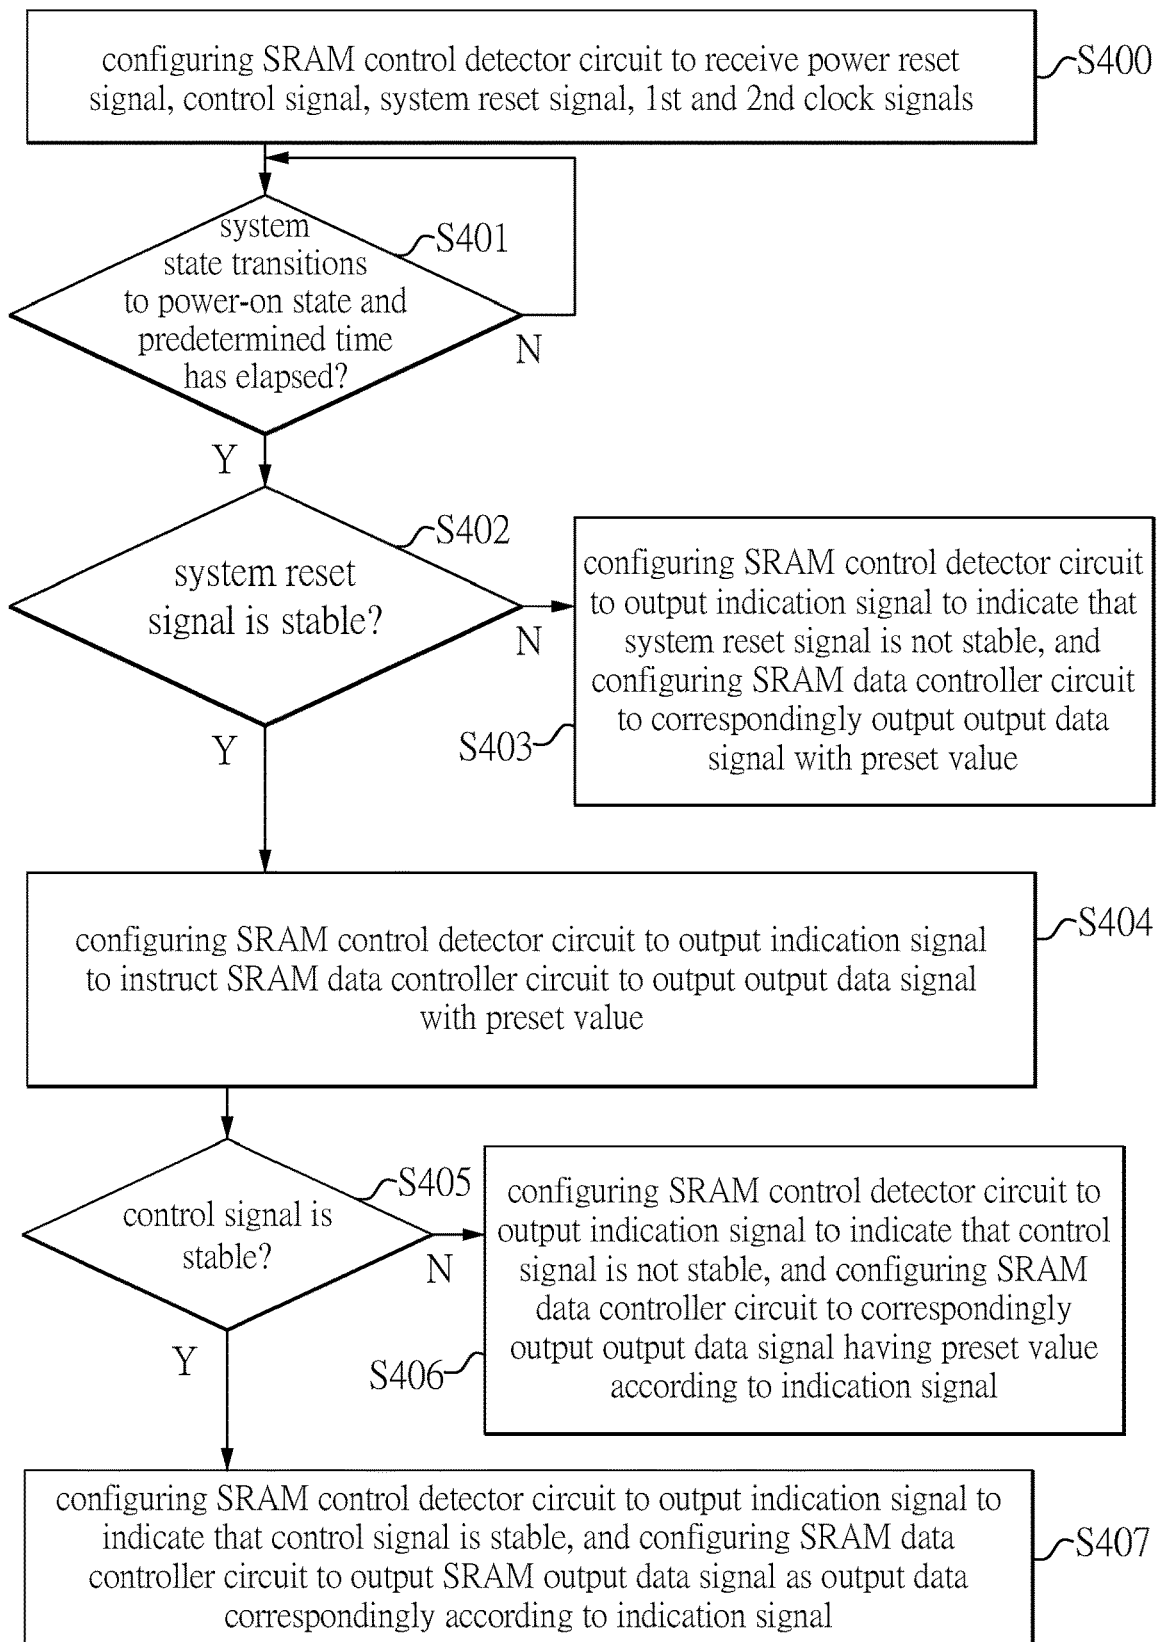 configuring SRAM control detector circuit to receive power reset
signal, control signal, system reset signal, 1st and 2nd clock signals
S400
system
state transitions
to power-on state and
predetermined time
has elapsed?
S401
N
Y
system reset
signal is stable?
S402
N
Y
configuring SRAM control detector circuit
to output indication signal to indicate that
system reset signal is not stable, and
configuring SRAM data controller circuit
to correspondingly output output data
signal with preset value
S403
configuring SRAM control detector circuit to output indication signal
to instruct SRAM data controller circuit to output output data signal
with preset value
S404
control signal is
stable?
S405
N
Y
configuring SRAM control detector circuit to
output indication signal to indicate that control
signal is not stable, and configuring SRAM
data controller circuit to correspondingly
output output data signal having preset value
according to indication signal
S406
configuring SRAM control detector circuit to output indication signal to
indicate that control signal is stable, and configuring SRAM data
controller circuit to output SRAM output data signal as output data
correspondingly according to indication signal
S407